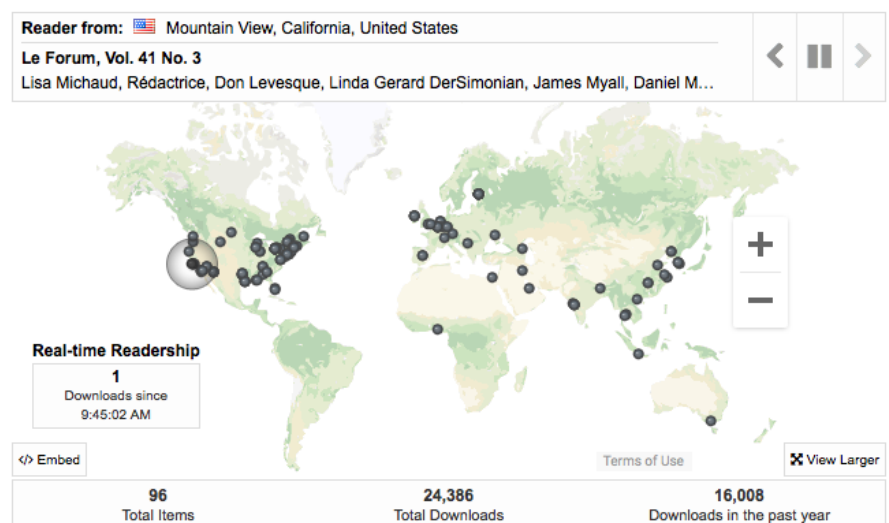 Reader from: Mountain View, California, United States
Le Forum, Vol. 41 No. 3
Lisa Michaud, Rédactrice, Don Levesque, Linda Gerard DerSimonian, James Myall, Daniel M...
Real-time Readership
1
Downloads since
9:45:02 AM
</> Embed
Terms of Use
View Larger
96
Total Items
24,386
Total Downloads
16,008
Downloads in the past year